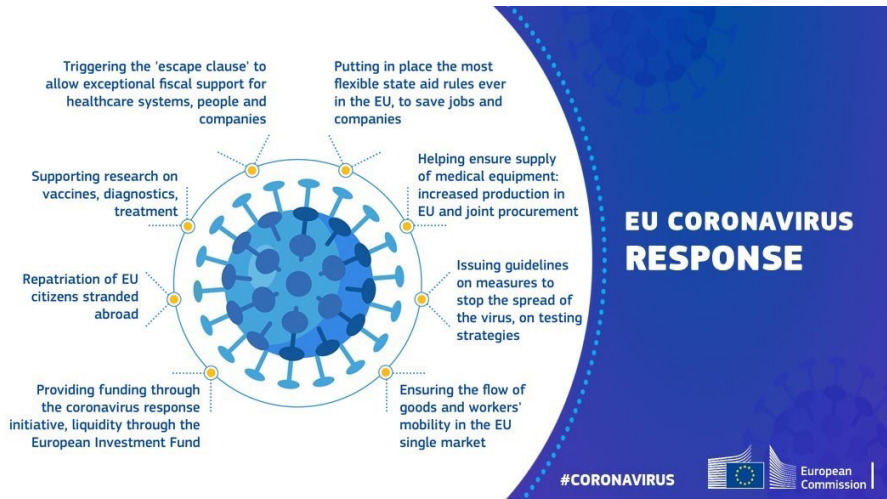 Triggering the 'escape clause' to
allow exceptional fiscal support for
healthcare systems, people and
companies
Putting in place the most
flexible state aid rules ever
in the EU, to save jobs and
companies
Supporting research on
vaccines, diagnostics,
treatment
Helping ensure supply
of medical equipment:
increased production in
EU and joint procurement
Repatriation of EU
citizens stranded
abroad
Issuing guidelines
on measures to
stop the spread of
the virus, on testing
strategies
Providing funding through
the coronavirus response
initiative, liquidity through the
European Investment Fund
Ensuring the flow of
goods and workers'
mobility in the EU
single market
EU CORONAVIRUS
RESPONSE
#CORONAVIRUS
European
Commission